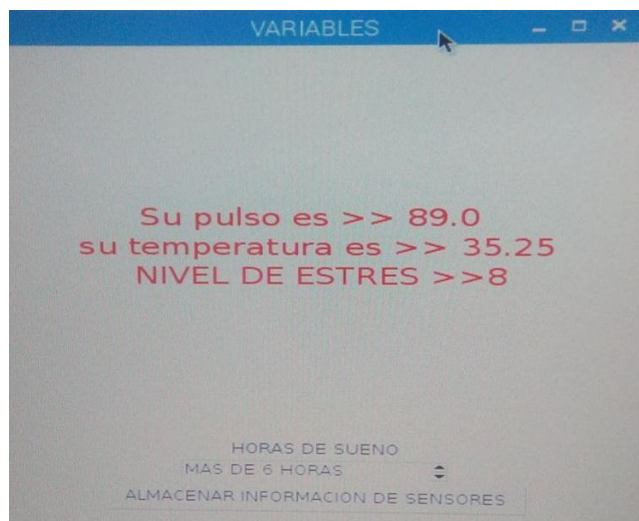 VARIABLES
Su pulso es >> 89.0
su temperatura es >> 35.25
NIVEL DE ESTRES >>8
HORAS DE SUENO
MAS DE 6 HORAS
ALMACENAR INFORMACION DE SENSORES